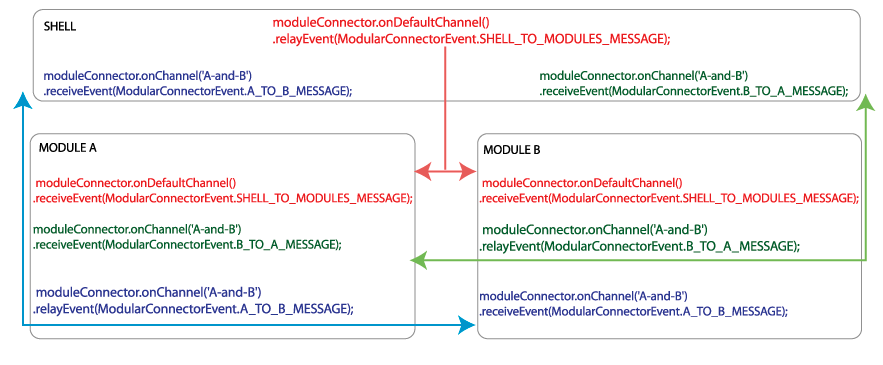 SHELL
moduleConnector.onDefaultChannel()
.relayEvent(ModularConnectorEvent.SHELL_TO_MODULES_MESSAGE);
moduleConnector.onChannel('A-and-B')
.receiveEvent(ModularConnectorEvent.A_TO_B_MESSAGE);
moduleConnector.onChannel('A-and-B')
.receiveEvent(ModularConnectorEvent.B_TO_A_MESSAGE);
MODULE A
moduleConnector.onDefaultChannel()
.receiveEvent(ModularConnectorEvent.SHELL_TO_MODULES_MESSAGE);
moduleConnector.onChannel('A-and-B')
.receiveEvent(ModularConnectorEvent.B_TO_A_MESSAGE);
moduleConnector.onChannel('A-and-B')
.relayEvent(ModularConnectorEvent.A_TO_B_MESSAGE);
MODULE B
moduleConnector.onDefaultChannel()
.receiveEvent(ModularConnectorEvent.SHELL_TO_MODULES_MESSAGE);
moduleConnector.onChannel('A-and-B')
.relayEvent(ModularConnectorEvent.B_TO_A_MESSAGE);
moduleConnector.onChannel('A-and-B')
.receiveEvent(ModularConnectorEvent.A_TO_B_MESSAGE);